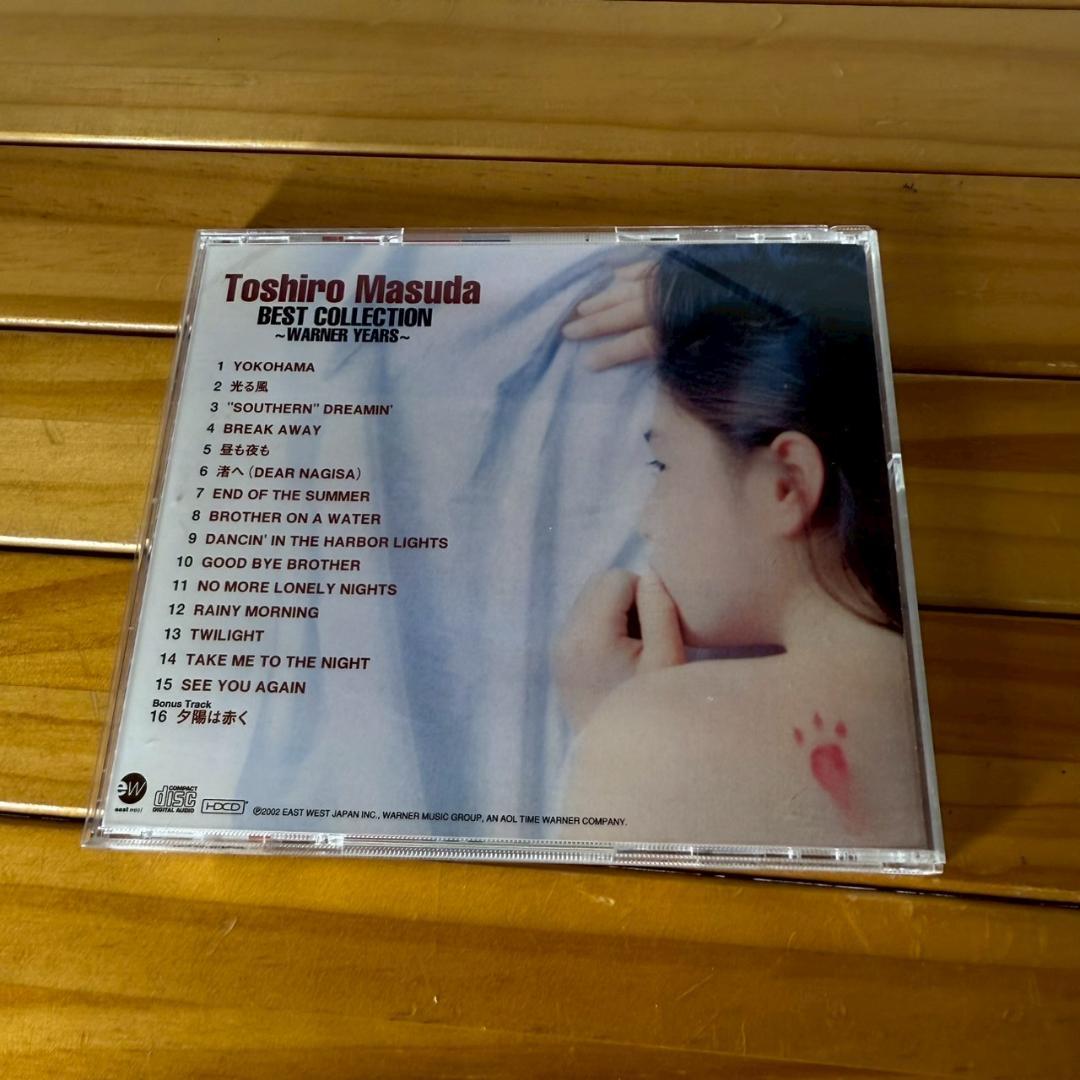 Toshiro Masuda
BEST COLLECTION
~WARNER YEARS~
1 YOKOHAMA
2 光る風
3 "SOUTHERN" DREAMIN'
4 BREAK AWAY
5 昼も夜も
6 渚へ (DEAR NAGISA)
7 END OF THE SUMMER
8 BROTHER ON A WATER
9 DANCIN' IN THE HARBOR LIGHTS
10 GOOD BYE BROTHER
11 NO MORE LONELY NIGHTS
12 RAINY MORNING
13 TWILIGHT
14 TAKE ME TO THE NIGHT
15 SEE YOU AGAIN
Bonus Track
16 夕陽は赤く
ew
east west
COMPACT
disc
DIGITAL AUDIO
HDCD
℗2002 EAST WEST JAPAN INC., WARNER MUSIC GROUP, AN AOL TIME WARNER COMPANY.